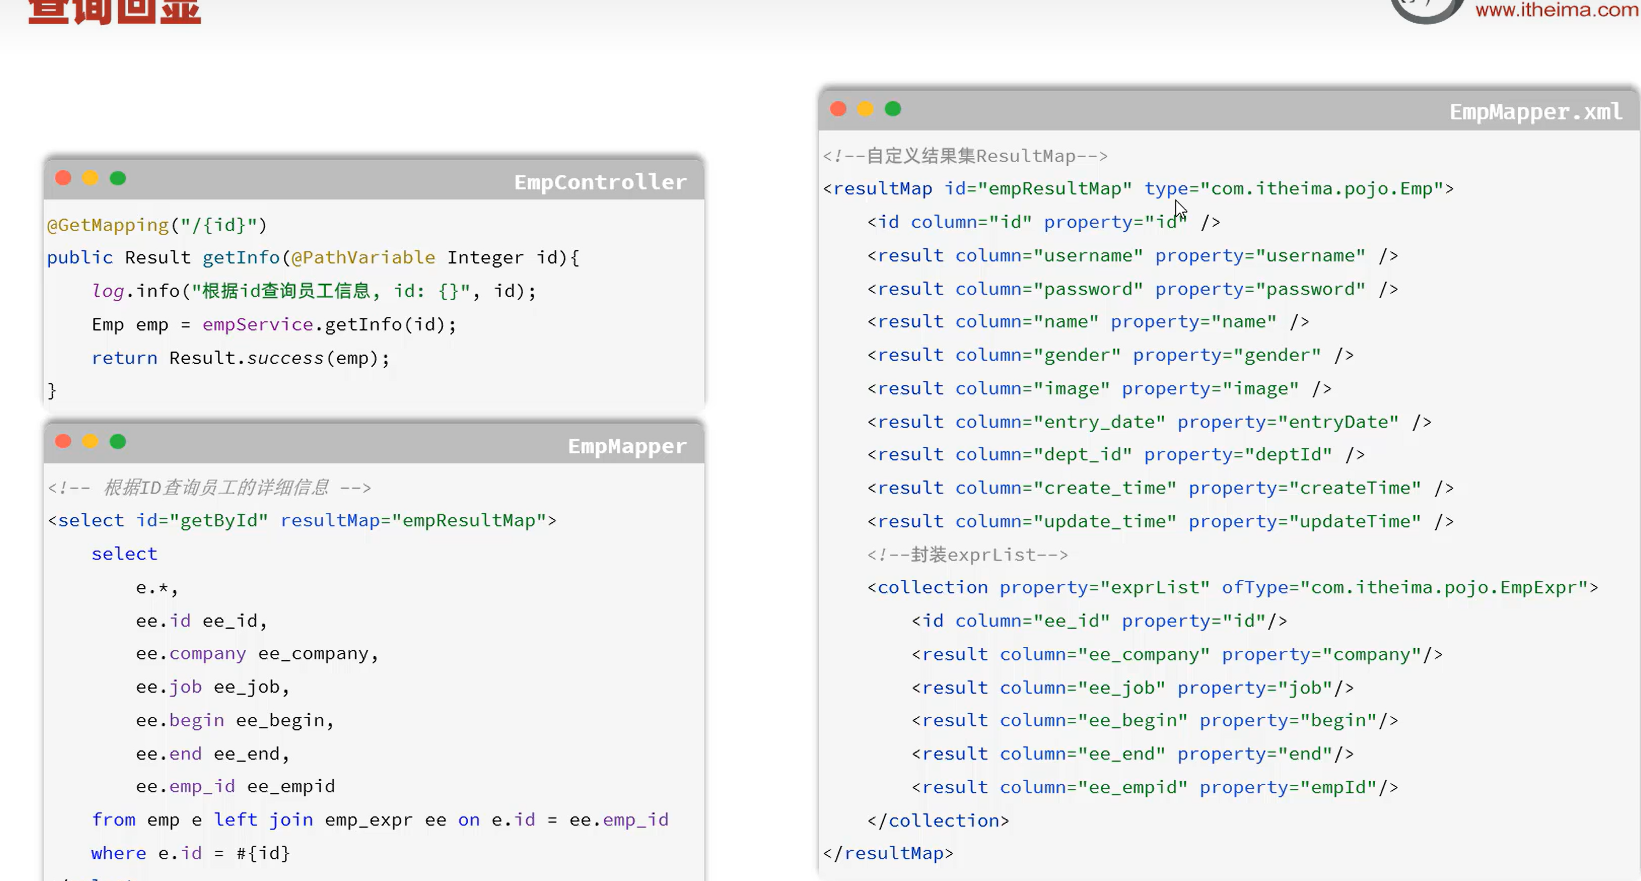 查询回显
www.itheima.com
EmpController
@GetMapping("/{id}")
public Result getInfo(@PathVariable Integer id){
    log.info("根据id查询员工信息, id: {}", id);
    Emp emp = empService.getInfo(id);
    return Result.success(emp);
}
EmpMapper
<!-- 根据ID查询员工的详细信息 -->
<select id="getById" resultMap="empResultMap">
    select
        e.*,
        ee.id ee_id,
        ee.company ee_company,
        ee.job ee_job,
        ee.begin ee_begin,
        ee.end ee_end,
        ee.emp_id ee_empid
    from emp e left join emp_expr ee on e.id = ee.emp_id
    where e.id = #{id}
EmpMapper.xml
<!--自定义结果集ResultMap-->
<resultMap id="empResultMap" type="com.itheima.pojo.Emp">
    <id column="id" property="id" />
    <result column="username" property="username" />
    <result column="password" property="password" />
    <result column="name" property="name" />
    <result column="gender" property="gender" />
    <result column="image" property="image" />
    <result column="entry_date" property="entryDate" />
    <result column="dept_id" property="deptId" />
    <result column="create_time" property="createTime" />
    <result column="update_time" property="updateTime" />
    <!--封装exprList-->
    <collection property="exprList" ofType="com.itheima.pojo.EmpExpr">
        <id column="ee_id" property="id"/>
        <result column="ee_company" property="company"/>
        <result column="ee_job" property="job"/>
        <result column="ee_begin" property="begin"/>
        <result column="ee_end" property="end"/>
        <result column="ee_empid" property="empId"/>
    </collection>
</resultMap>